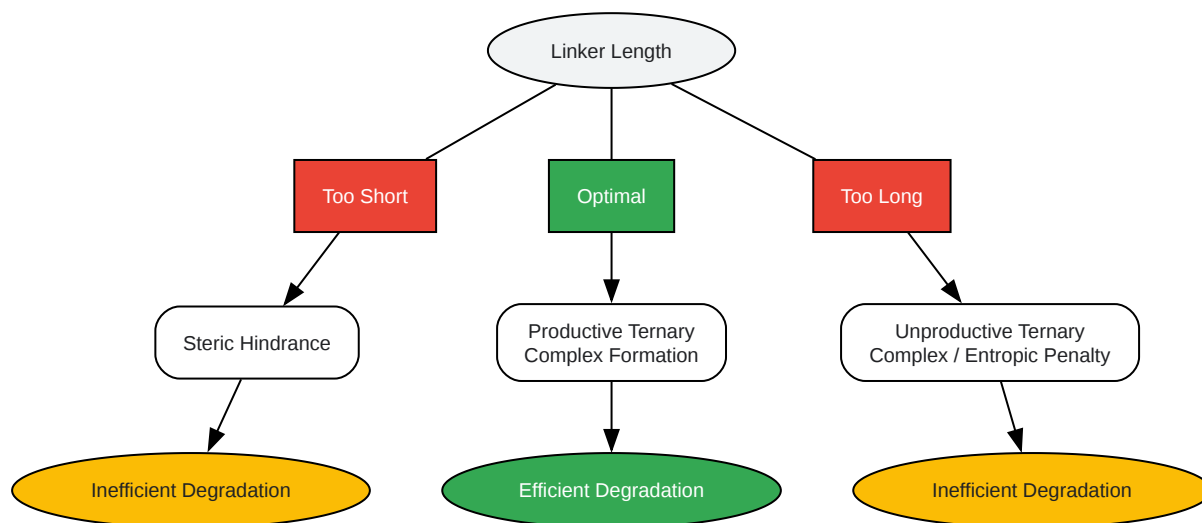 Linker Length
Too Short
Optimal
Too Long
Steric Hindrance
Productive Ternary
Complex Formation
Unproductive Ternary
Complex / Entropic Penalty
Inefficient Degradation
Efficient Degradation
Inefficient Degradation